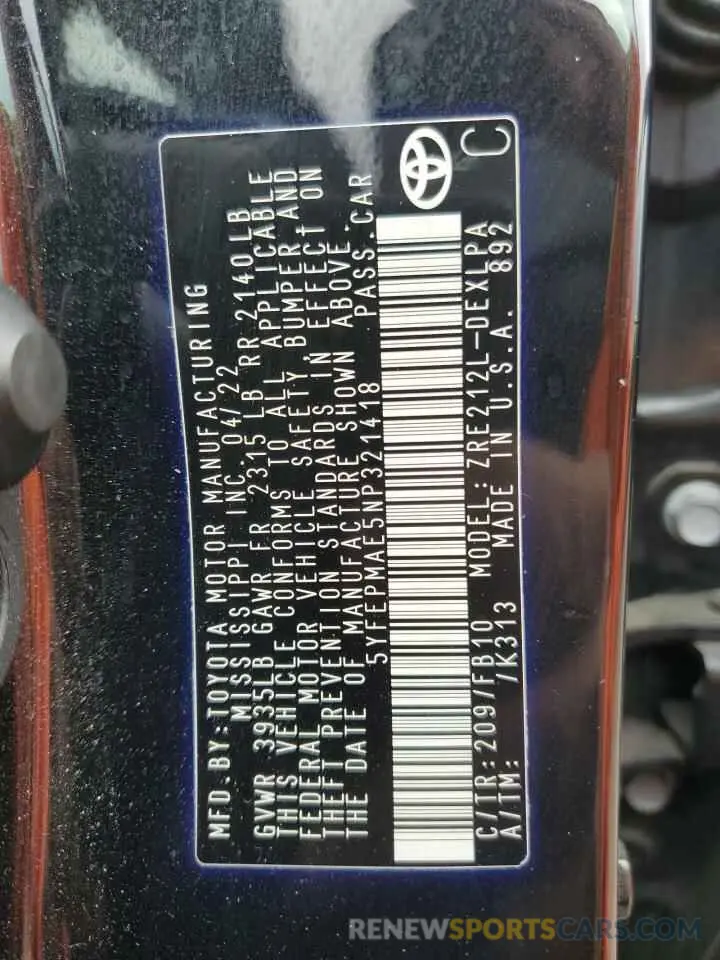 MFD.BY:TOYOTA MOTOR MANUFACTURING
MISSISSIPPI INC. 04/22
GVWR 3935LB GAWR FR 2315 LB RR 2140LB
THIS VEHICLE CONFORMS TO ALL APPLICABLE
FEDERAL MOTOR VEHICLE SAFETY, BUMPER AND
THEFT PREVENTION STANDARDS IN EFFECT ON
THE DATE OF MANUFACTURE SHOWN ABOVE.
5YFEPMAE5NP321418 PASS.CAR
C/TR:209/FB10 MODEL:ZRE212L-DEXLPA
A/TM: /K313 MADE IN U.S.A. 892
C
RENEWSPORTSCARS.COM